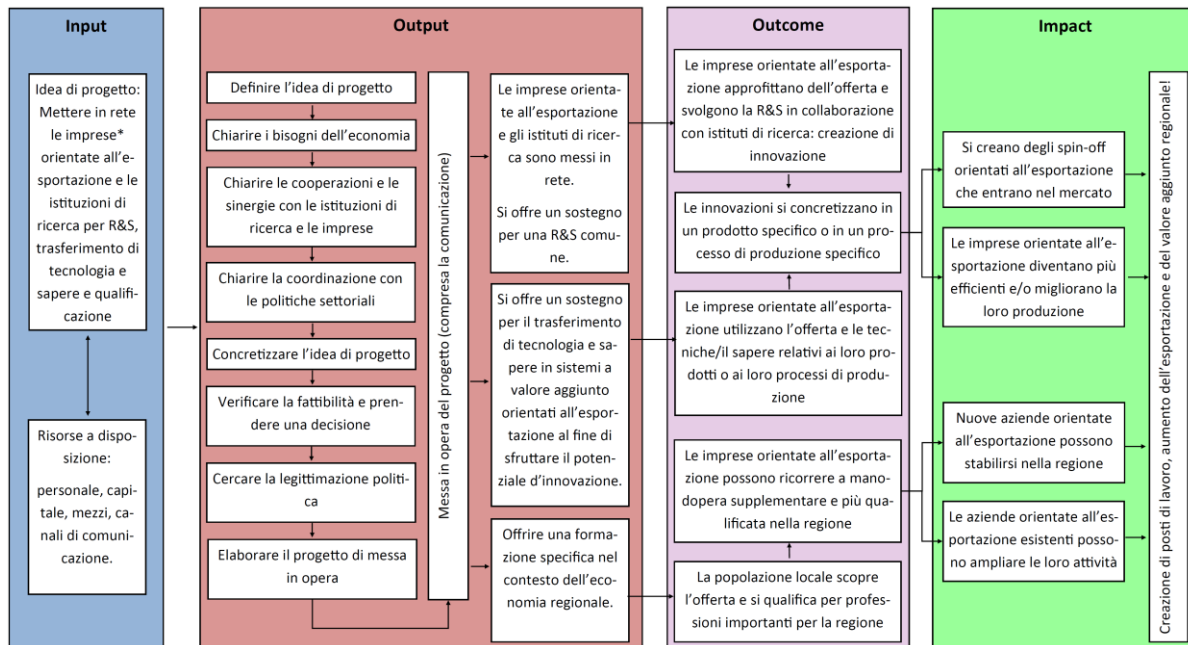 Input
Idea di progetto:
Mettere in rete
le imprese*
orientate all'e-
sportazione e le
istituzioni di
ricerca per R&S,
trasferimento di
tecnologia e
sapere e qualifi-
cazione
Risorse a dispo-
sizione:
personale, capi-
tale, mezzi, ca-
nali di comuni-
cazione.
Output
Definire l'idea di progetto
Chiarire i bisogni dell'economia
Chiarire le cooperazioni e le
sinergie con le istituzioni di
ricerca e le imprese
Chiarire la coordinazione con
le politiche settoriali
Concretizzare l'idea di progetto
Verificare la fattibilità e pren-
dere una decisione
Cercare la legittimazione politi-
ca
Elaborare il progetto di messa
in opera
Messa in opera del progetto (compresa la comunicazione)
Le imprese orienta-
te all'esportazione
e gli istituti di ricer-
ca sono messi in
rete.
Si offre un sostegno
per una R&S comu-
ne.
Si offre un sostegno
per il trasferimento
di tecnologia e sa-
pere in sistemi a
valore aggiunto
orientati all'espor-
tazione al fine di
sfruttare il poten-
ziale d'innovazione.
Offrire una forma-
zione specifica nel
contesto dell'eco-
nomia regionale.
Outcome
Le imprese orientate all'esporta-
zione approfittano dell'offerta e
svolgono la R&S in collaborazione
con istituti di ricerca: creazione di
innovazione
Le innovazioni si concretizzano in
un prodotto specifico o in un pro-
cesso di produzione specifico
Le imprese orientate all'esporta-
zione utilizzano l'offerta e le tec-
niche/il sapere relativi ai loro pro-
dotti o ai loro processi di produ-
zione
Le imprese orientate all'esporta-
zione possono ricorrere a mano-
dopera supplementare e più qua-
lificata nella regione
La popolazione locale scopre
l'offerta e si qualifica per profes-
sioni importanti per la regione
Impact
Si creano degli spin-off
orientati all'esportazione
che entrano nel mercato
Le imprese orientate all'e-
sportazione diventano più
efficienti e/o migliorano la
loro produzione
Nuove aziende orientate
all'esportazione possono
stabilirsi nella regione
Le aziende orientate all'es-
portazione esistenti posso-
no ampliare le loro attività
Creazione di posti di lavoro, aumento dell'esportazione e del valore aggiunto regionale!